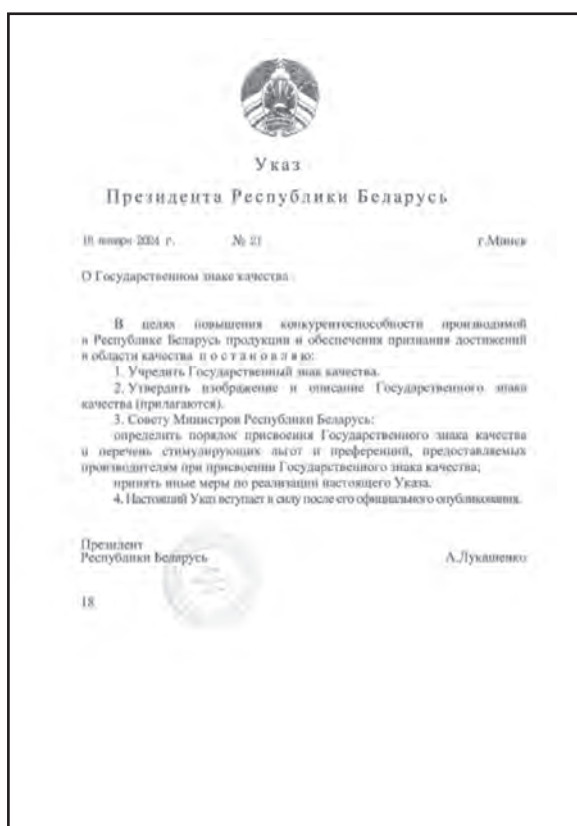 Указ
Президента Республики Беларусь
18 января 2024 г. № 21 г.Минск
О Государственном знаке качества
В целях повышения конкурентоспособности производимой
в Республике Беларусь продукции и обеспечения признания достижений
в области качества п о с т а н о в л я ю:
1. Учредить Государственный знак качества.
2. Утвердить изображение и описание Государственного знака
качества (прилагаются).
3. Совету Министров Республики Беларусь:
определить порядок присвоения Государственного знака качества
и перечень стимулирующих льгот и преференций, предоставляемых
производителям при присвоении Государственного знака качества;
принять иные меры по реализации настоящего Указа.
4. Настоящий Указ вступает в силу после его официального опубликования.
Президент
Республики Беларусь А.Лукашенко
18